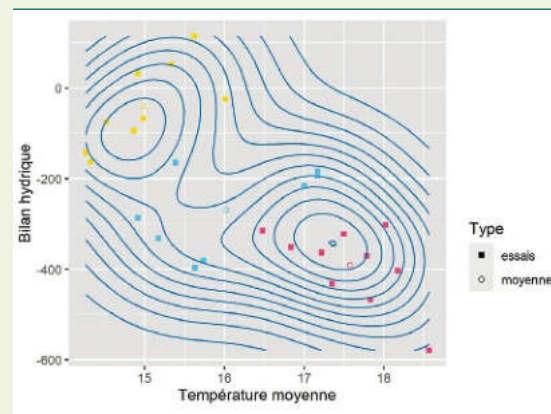 0
-200
-400
-600
15
16
17
18
Bilan hydrique
Température moyenne
Type
essais
moyenne